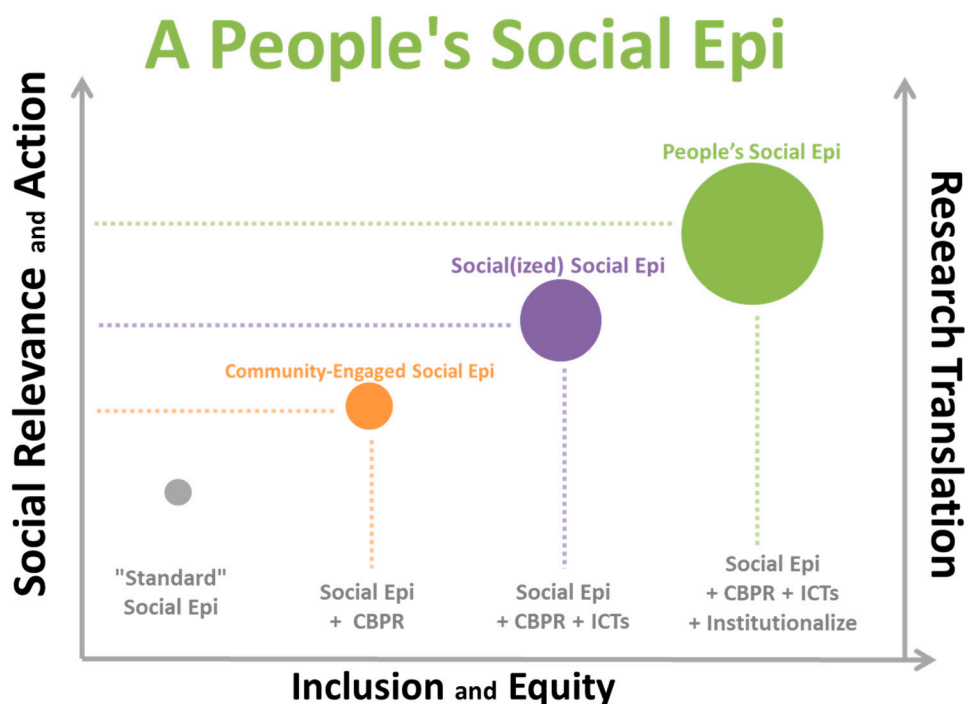 A People's Social Epi
Social Relevance and Action
Research Translation
People's Social Epi
Social(ized) Social Epi
Community-Engaged Social Epi
"Standard"
Social Epi
Social Epi
+ CBPR
Social Epi
+ CBPR + ICTs
Social Epi
+ CBPR + ICTs
+ Institutionalize
Inclusion and Equity